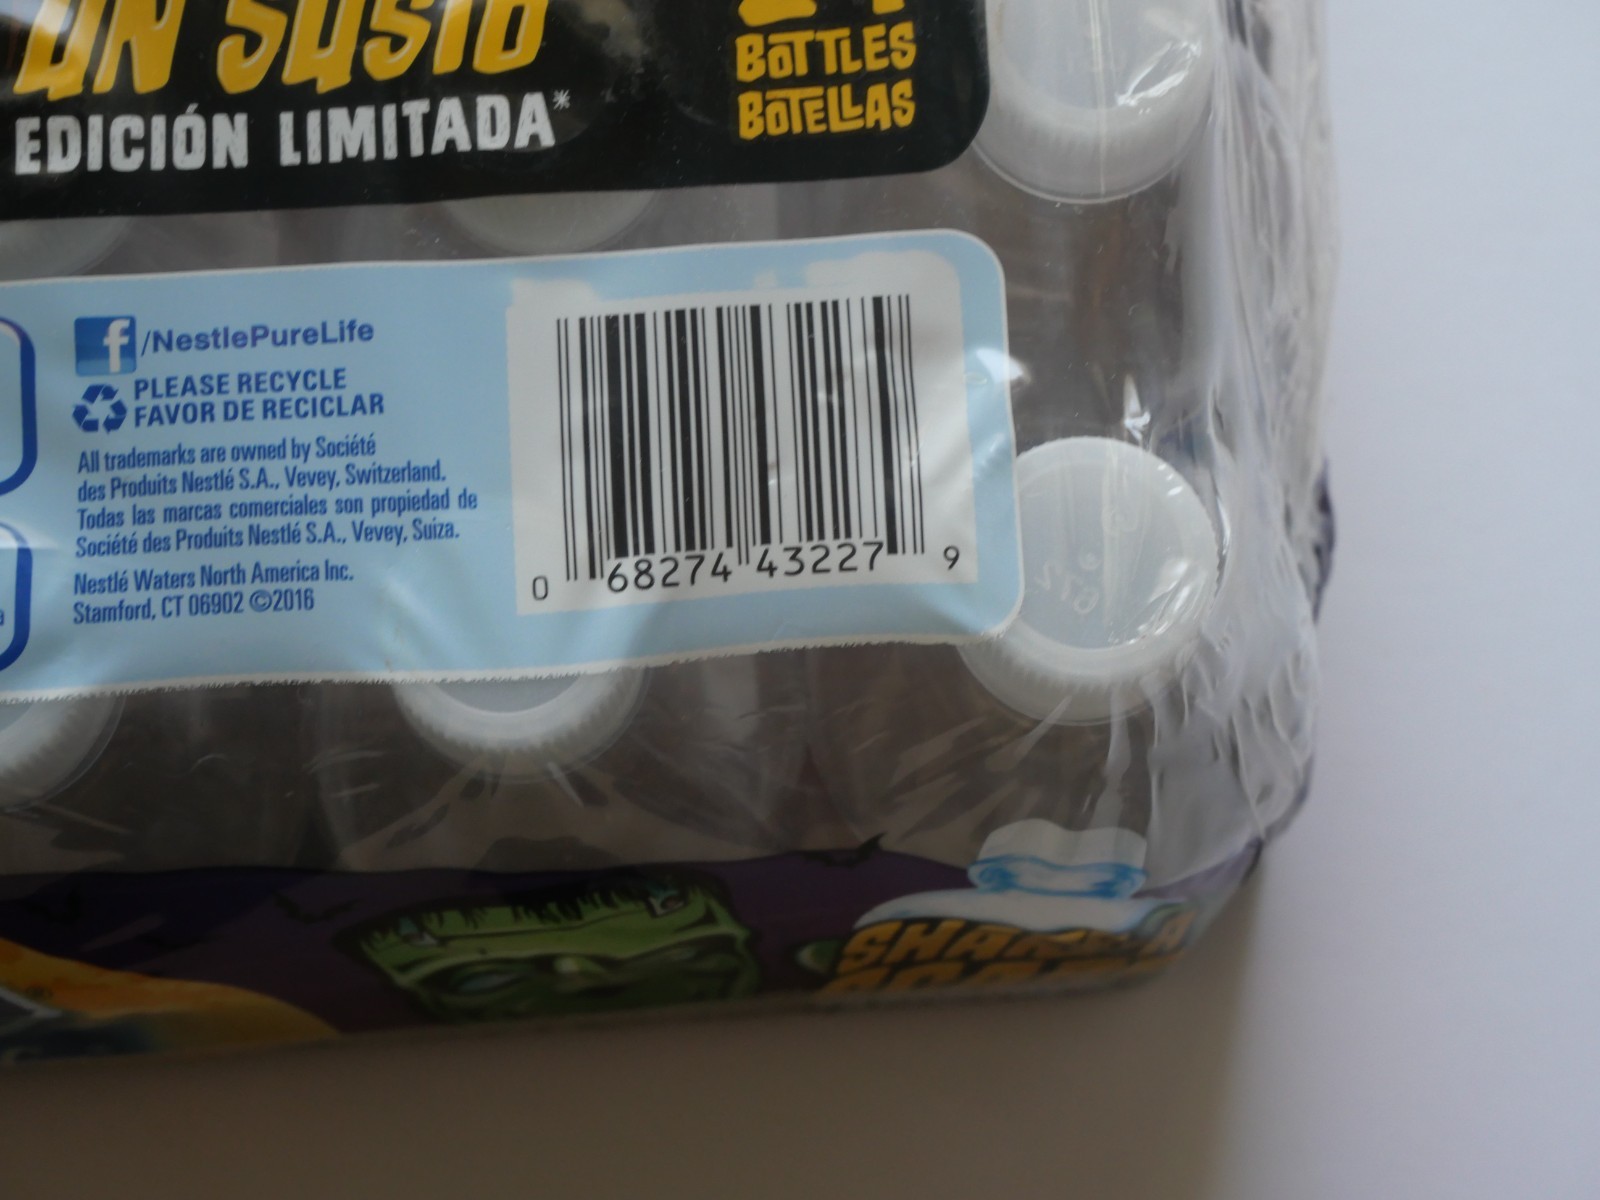 UN SUSTO
EDICIÓN LIMITADA*
BOTTLES
BOTELLAS
f/NestlePureLife
PLEASE RECYCLE
FAVOR DE RECICLAR
All trademarks are owned by Société
des Produits Nestlé S.A., Vevey, Switzerland.
Todas las marcas comerciales son propiedad de
Société des Produits Nestlé S.A., Vevey, Suiza.
Nestlé Waters North America Inc.
Stamford, CT 06902 ©2016
0 68274 43227 9